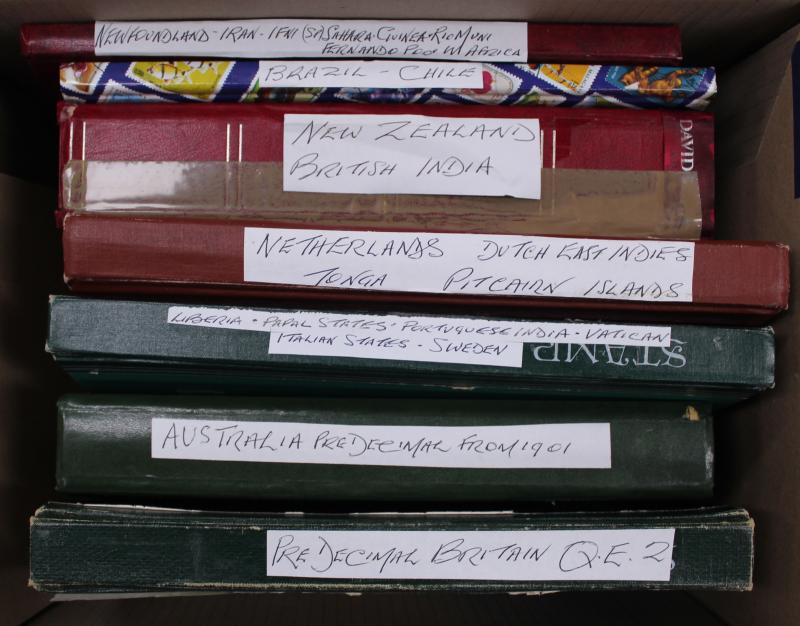 NEWFOUNDLAND - IRAN - IFNI (SP) SAHARA - GUINEA - RIO MUNI
FERNANDO POO W AFRICA
BRAZIL - CHILE
NEW ZEALAND
BRITISH INDIA
DAVID
NETHERLANDS DUTCH EAST INDIES
TONGA PITCAIRN ISLANDS
LIBERIA - PAPAL STATES - PORTUGUESE INDIA - VATICAN
ITALIAN STATES - SWEDEN
STAMP
AUSTRALIA PREDECIMAL FROM 1901
PREDECIMAL BRITAIN Q.E.2